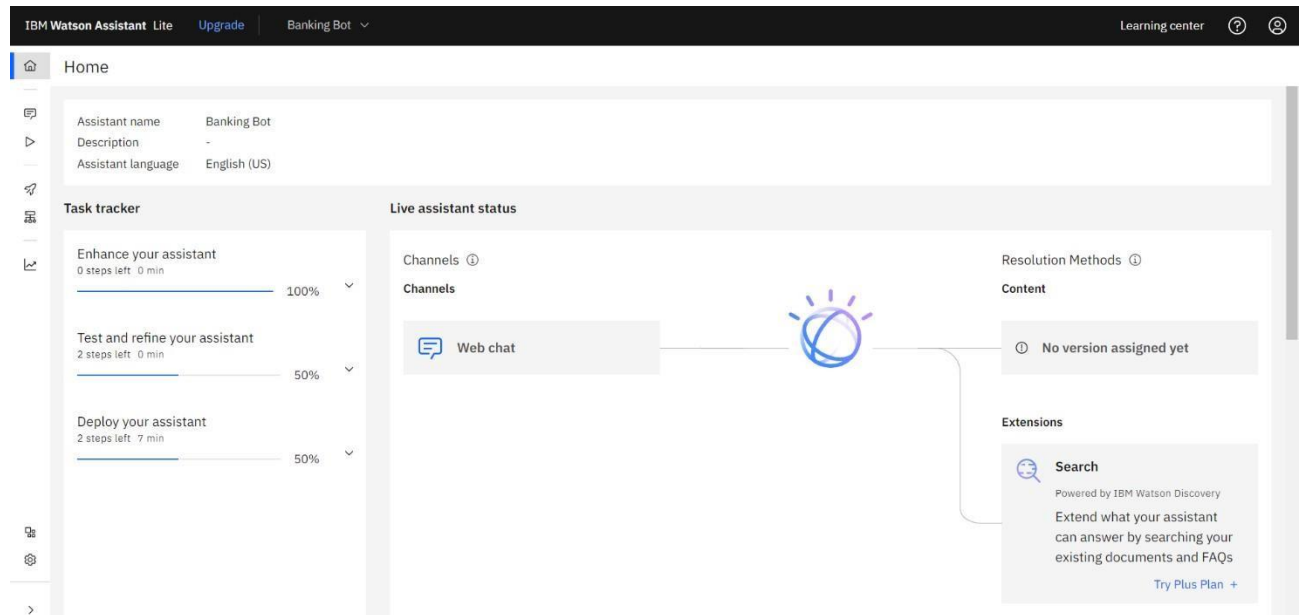 IBM Watson Assistant Lite Upgrade Banking Bot Learning center
Home
Assistant name Banking Bot
Description -
Assistant language English (US)
Task tracker
Enhance your assistant
0 steps left 0 min
100%
Test and refine your assistant
2 steps left 0 min
50%
Deploy your assistant
2 steps left 7 min
50%
Live assistant status
Channels
Channels
Web chat
Resolution Methods
Content
No version assigned yet
Extensions
Search
Powered by IBM Watson Discovery
Extend what your assistant
can answer by searching your
existing documents and FAQs
Try Plus Plan +